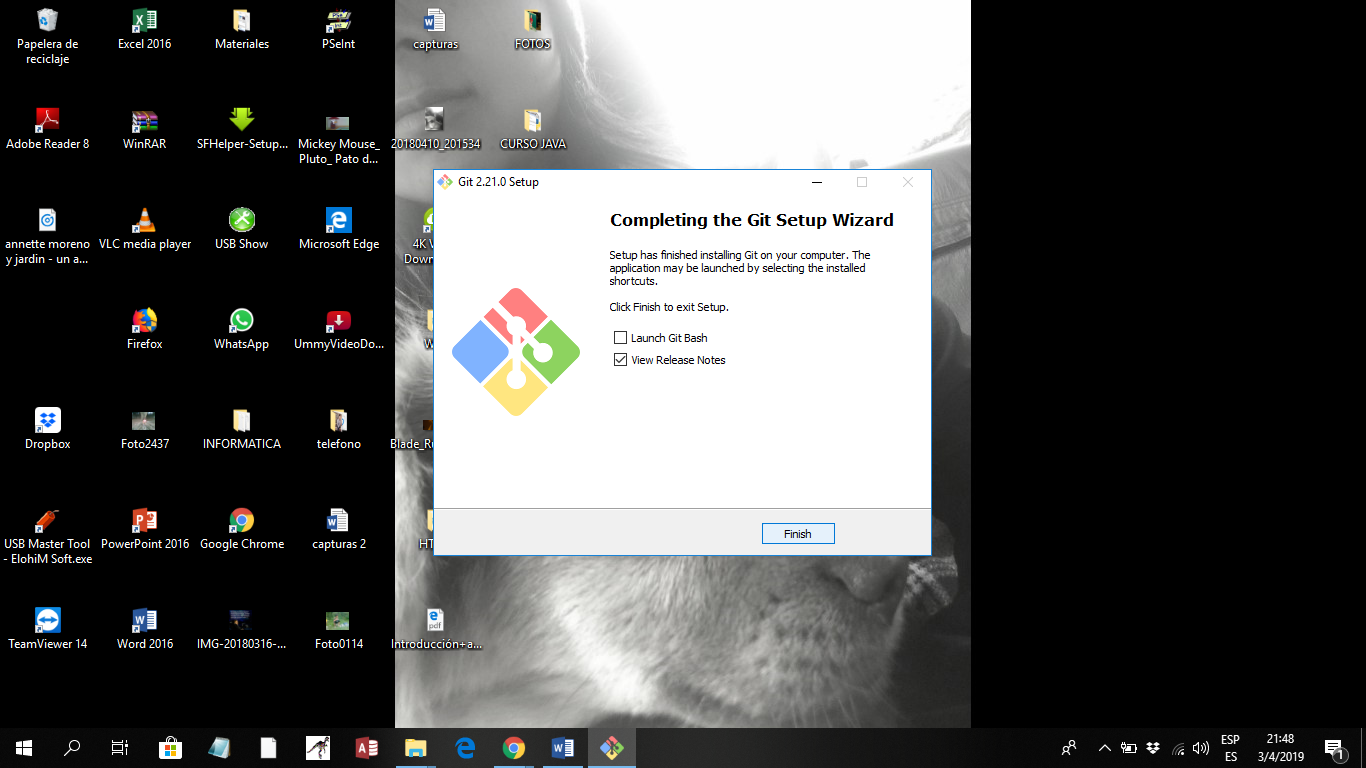 Papelera de
reciclaje
Excel 2016
Materiales
PSeInt
capturas
FOTOS
Adobe Reader 8
WinRAR
SFHelper-Setup...
Mickey Mouse_
Pluto_ Pato d...
20180410_201534
CURSO JAVA
annette moreno
y jardin - un a...
VLC media player
USB Show
Microsoft Edge
4K V
Down
Firefox
WhatsApp
UmmyVideoDo...
Dropbox
Foto2437
INFORMATICA
telefono
Blade_Ru
USB Master Tool
- ElohiM Soft.exe
PowerPoint 2016
Google Chrome
capturas 2
HT
TeamViewer 14
Word 2016
IMG-20180316-...
Foto0114
pdf
Introducción+a...
Git 2.21.0 Setup
Completing the Git Setup Wizard
Setup has finished installing Git on your computer. The
application may be launched by selecting the installed
shortcuts.
Click Finish to exit Setup.
Launch Git Bash
View Release Notes
Finish
ESP
ES
21:48
3/4/2019
1